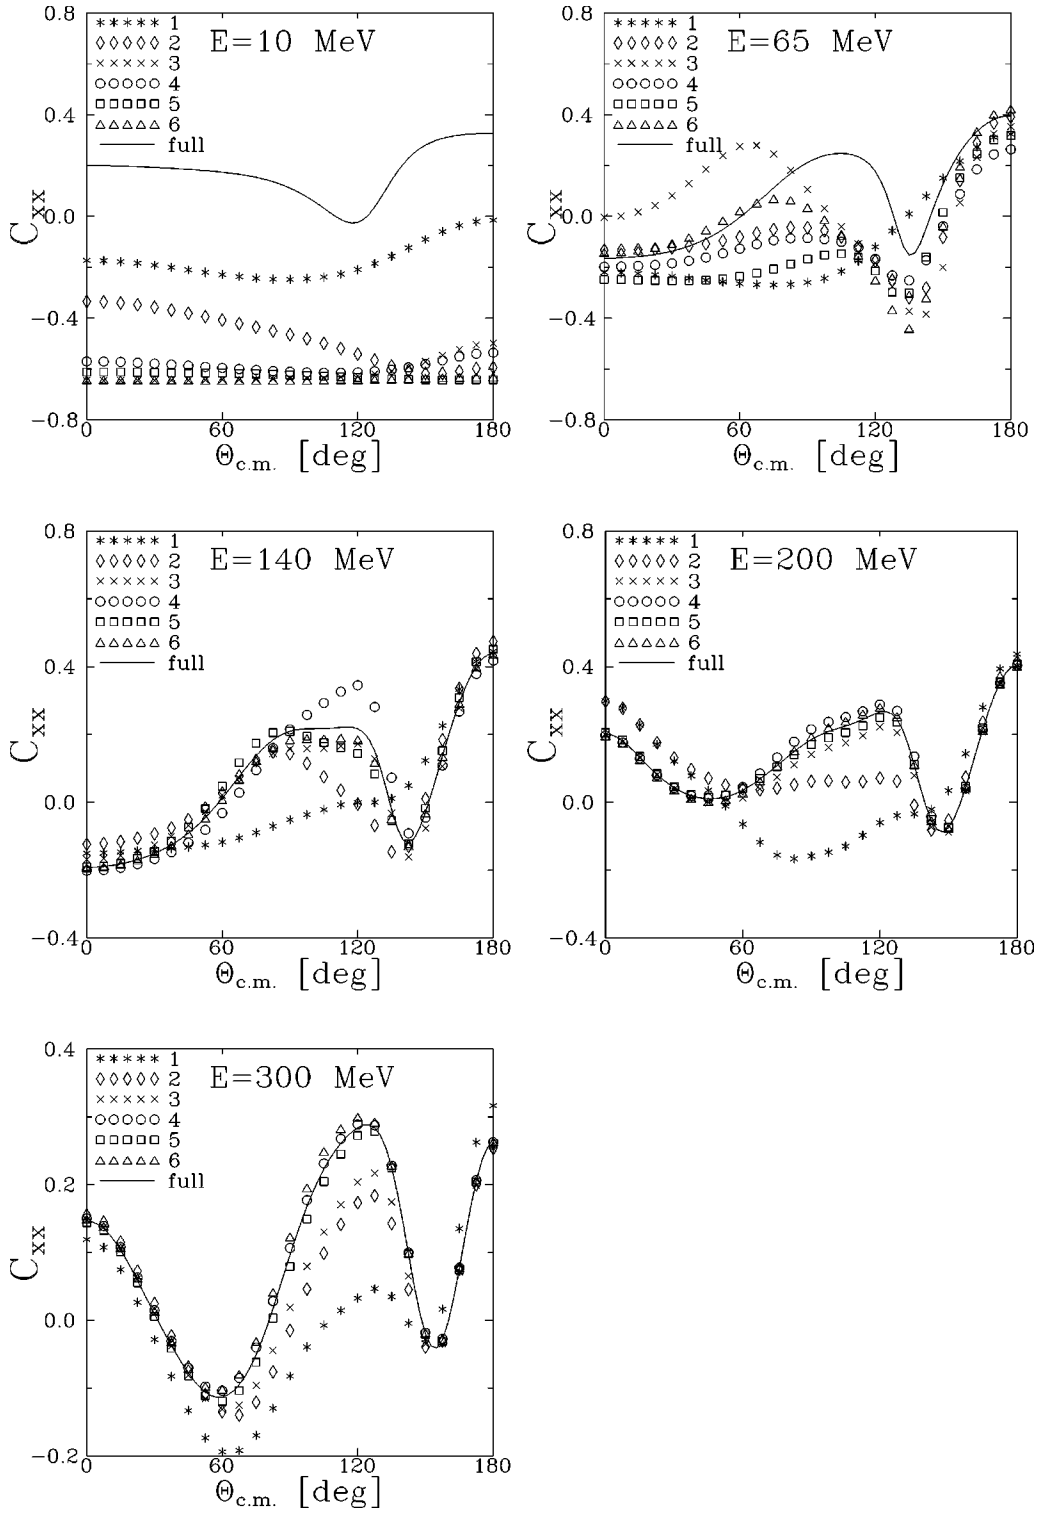 0.8
0.4
0.0
−0.4
−0.8
C_xx
E=10 MeV
1
2
3
4
5
6
full
0 60 120 180
Θ_c.m. [deg]
0.8
0.4
0.0
−0.4
−0.8
C_xx
E=65 MeV
1
2
3
4
5
6
full
0 60 120 180
Θ_c.m. [deg]
0.8
0.4
0.0
−0.4
C_xx
E=140 MeV
1
2
3
4
5
6
full
0 60 120 180
Θ_c.m. [deg]
0.8
0.4
0.0
−0.4
C_xx
E=200 MeV
1
2
3
4
5
6
full
0 60 120 180
Θ_c.m. [deg]
0.4
0.2
0.0
−0.2
C_xx
E=300 MeV
1
2
3
4
5
6
full
0 60 120 180
Θ_c.m. [deg]